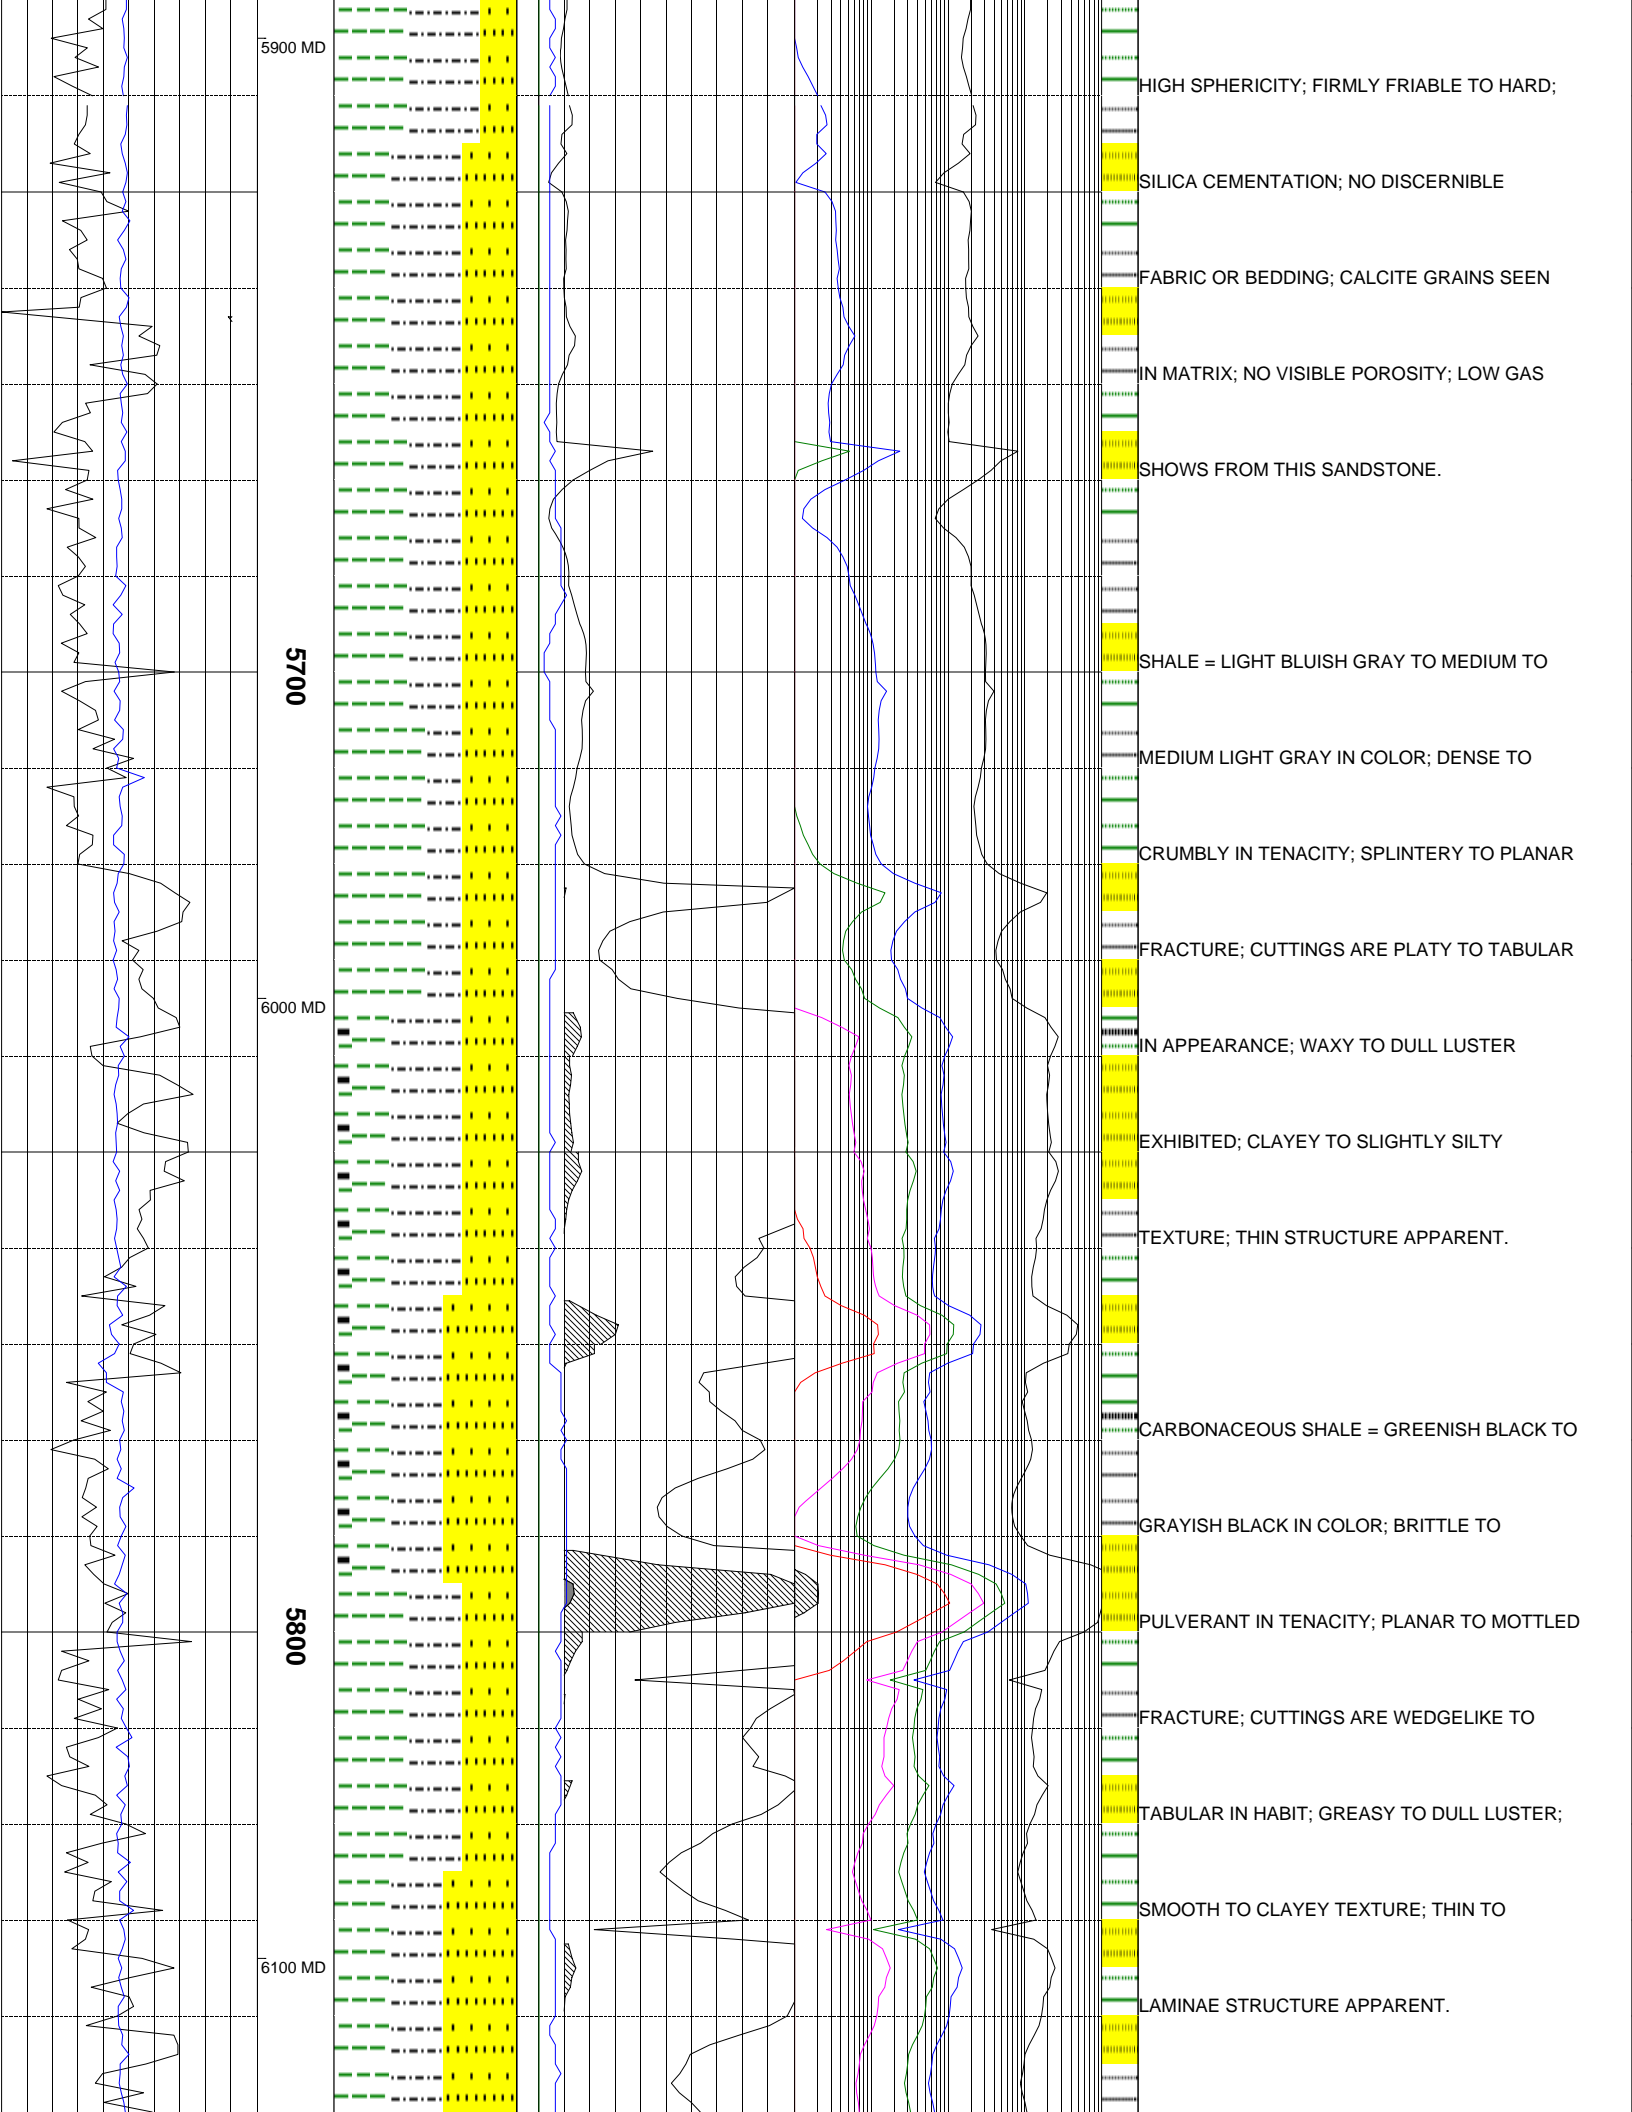 5900 MD
HIGH SPHERICITY; FIRMLY FRIABLE TO HARD;
SILICA CEMENTATION; NO DISCERNIBLE
FABRIC OR BEDDING; CALCITE GRAINS SEEN
IN MATRIX; NO VISIBLE POROSITY; LOW GAS
SHOWS FROM THIS SANDSTONE.
5700
SHALE = LIGHT BLUISH GRAY TO MEDIUM TO
MEDIUM LIGHT GRAY IN COLOR; DENSE TO
CRUMBLY IN TENACITY; SPLINTERY TO PLANAR
FRACTURE; CUTTINGS ARE PLATY TO TABULAR
6000 MD
IN APPEARANCE; WAXY TO DULL LUSTER
EXHIBITED; CLAYEY TO SLIGHTLY SILTY
TEXTURE; THIN STRUCTURE APPARENT.
CARBONACEOUS SHALE = GREENISH BLACK TO
GRAYISH BLACK IN COLOR; BRITTLE TO
5800
PULVERANT IN TENACITY; PLANAR TO MOTTLED
FRACTURE; CUTTINGS ARE WEDGELIKE TO
TABULAR IN HABIT; GREASY TO DULL LUSTER;
SMOOTH TO CLAYEY TEXTURE; THIN TO
6100 MD
LAMINAE STRUCTURE APPARENT.